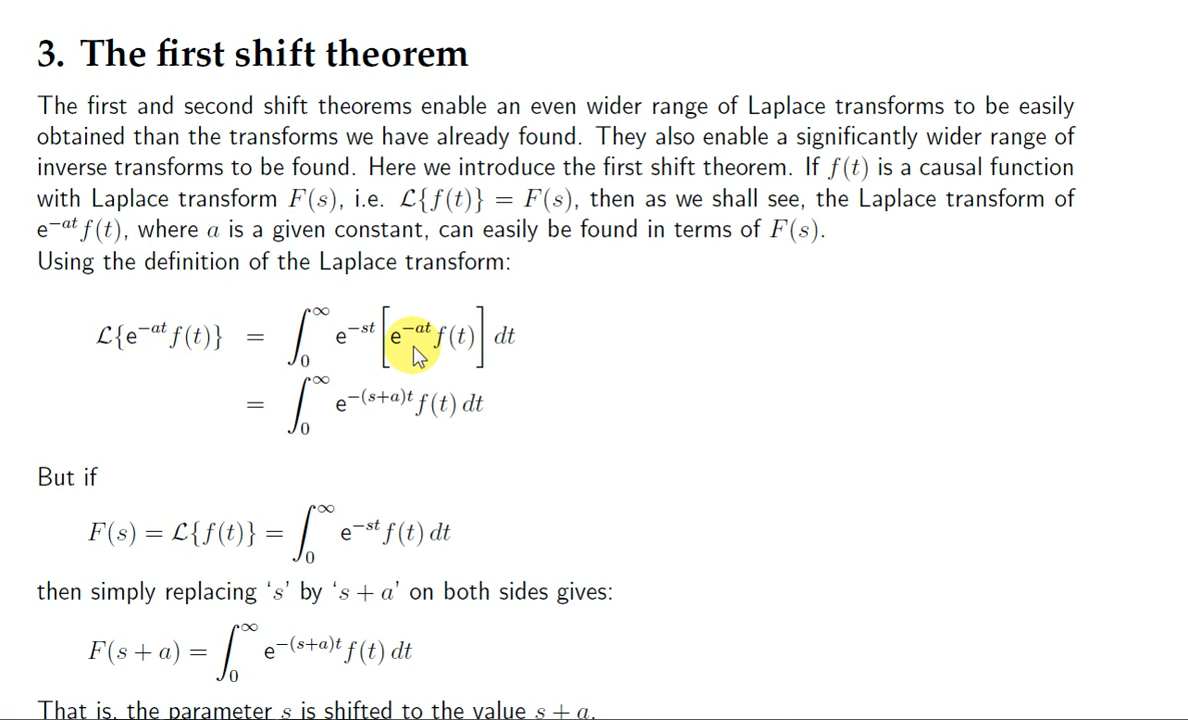 3. The first shift theorem
The first and second shift theorems enable an even wider range of Laplace transforms to be easily
obtained than the transforms we have already found. They also enable a significantly wider range of
inverse transforms to be found. Here we introduce the first shift theorem. If f(t) is a causal function
with Laplace transform F(s), i.e. ℒ{f(t)} = F(s), then as we shall see, the Laplace transform of
e^{−at} f(t), where a is a given constant, can easily be found in terms of F(s).
Using the definition of the Laplace transform:
ℒ{e^{−at} f(t)} = ∫_0^∞ e^{−st} [e^{−at} f(t)] dt
= ∫_0^∞ e^{−(s+a)t} f(t) dt
But if
F(s) = ℒ{f(t)} = ∫_0^∞ e^{−st} f(t) dt
then simply replacing ‘s’ by ‘s + a’ on both sides gives:
F(s + a) = ∫_0^∞ e^{−(s+a)t} f(t) dt
That is, the parameter s is shifted to the value s + a.